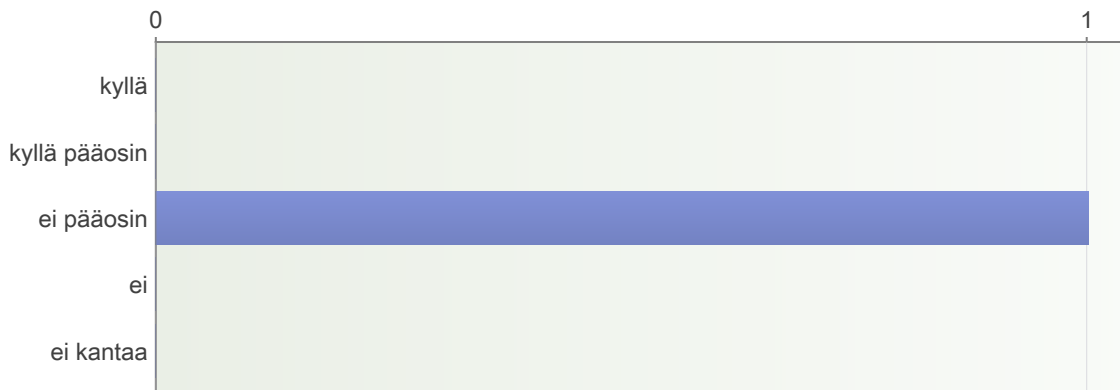 0 1
kyllä
kyllä pääosin
ei pääosin
ei
ei kantaa